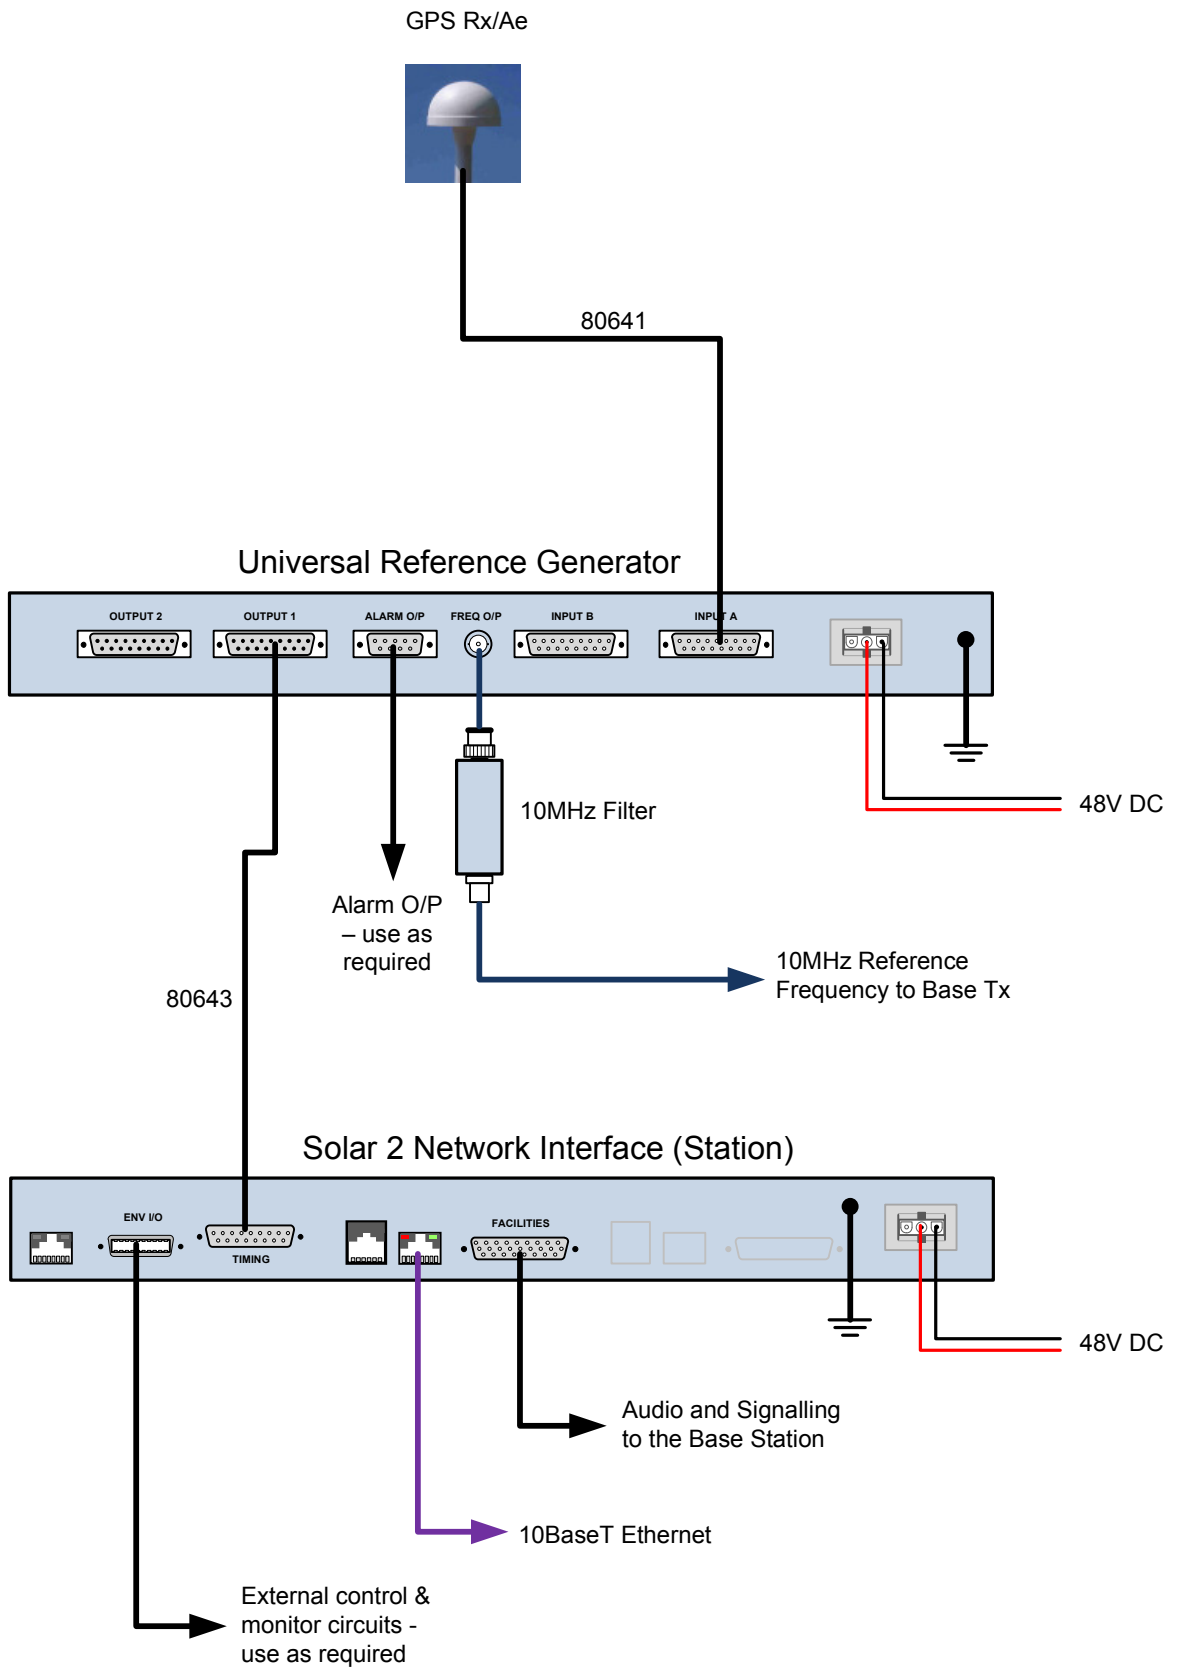 GPS Rx/Ae
80641
Universal Reference Generator
OUTPUT 2
OUTPUT 1
ALARM O/P
FREQ O/P
INPUT B
INPUT A
48V DC
10MHz Filter
Alarm O/P
– use as
required
10MHz Reference
Frequency to Base Tx
80643
Solar 2 Network Interface (Station)
ENV I/O
TIMING
FACILITIES
48V DC
Audio and Signalling
to the Base Station
10BaseT Ethernet
External control &
monitor circuits -
use as required